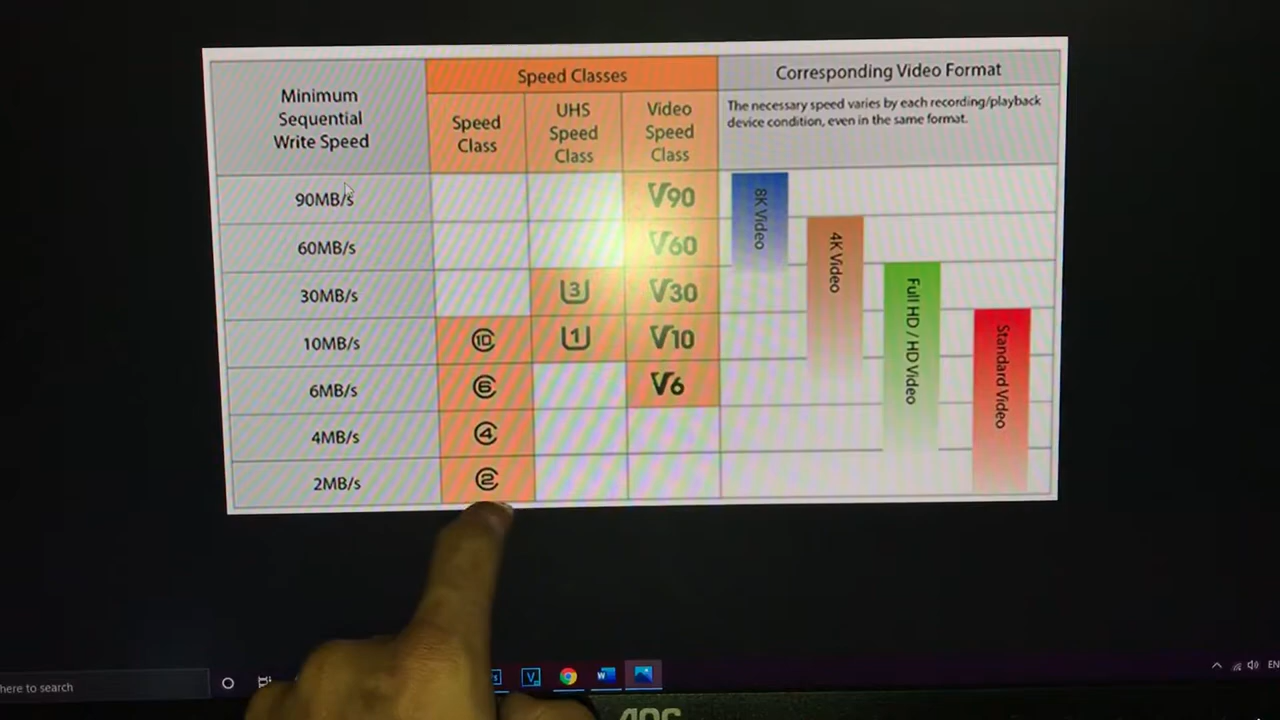 Speed Classes
Corresponding Video Format
Minimum
Sequential
Write Speed
Speed
Class
UHS
Speed
Class
Video
Speed
Class
The necessary speed varies by each recording/playback
device condition, even in the same format.
90MB/s
V90
60MB/s
V60
30MB/s
3
V30
10MB/s
10
1
V10
6MB/s
6
V6
4MB/s
4
2MB/s
2
8K Video
4K Video
Full HD / HD Video
Standard Video
here to search
W
EN
AOC